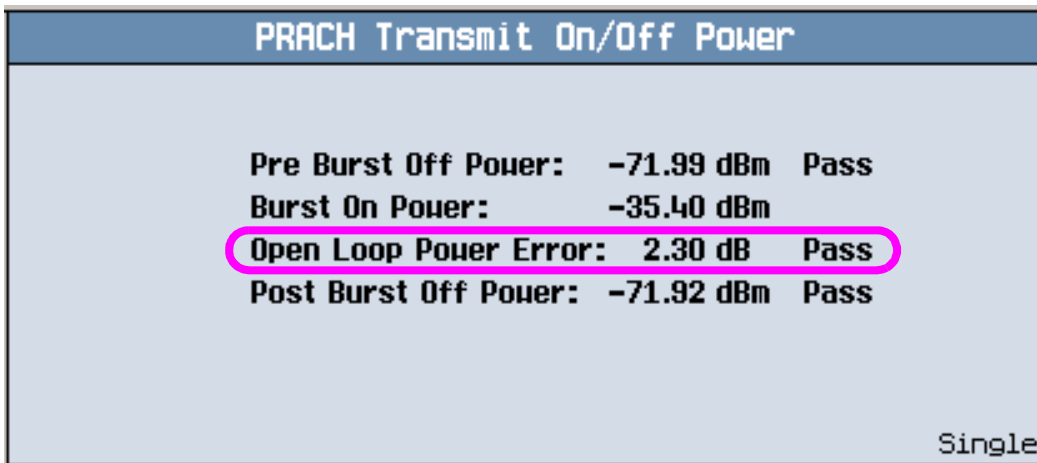 PRACH Transmit On/Off Power
Pre Burst Off Power: -71.99 dBm Pass
Burst On Power: -35.40 dBm
Open Loop Power Error: 2.30 dB Pass
Post Burst Off Power: -71.92 dBm Pass
Single